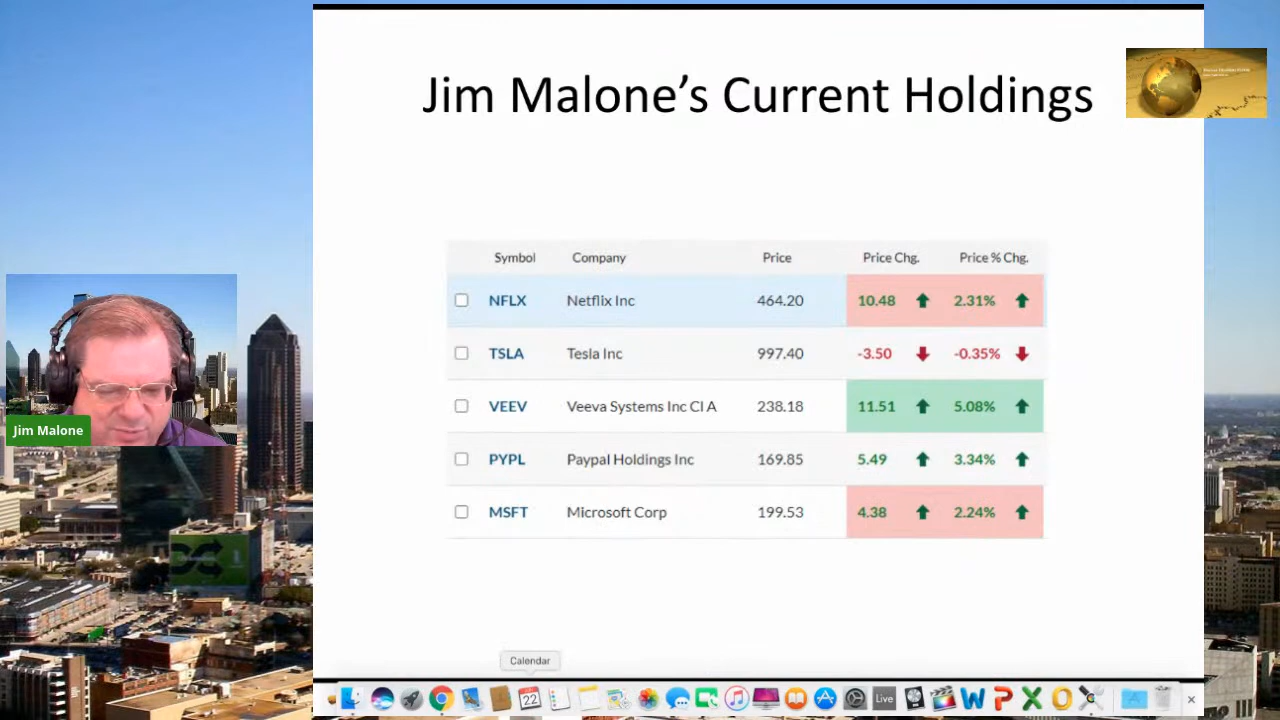 Jim Malone's Current Holdings
Symbol Company Price Price Chg. Price % Chg.
NFLX Netflix Inc 464.20 10.48 2.31%
TSLA Tesla Inc 997.40 -3.50 -0.35%
VEEV Veeva Systems Inc Cl A 238.18 11.51 5.08%
PYPL Paypal Holdings Inc 169.85 5.49 3.34%
MSFT Microsoft Corp 199.53 4.38 2.24%
Jim Malone
Calendar
22
Live